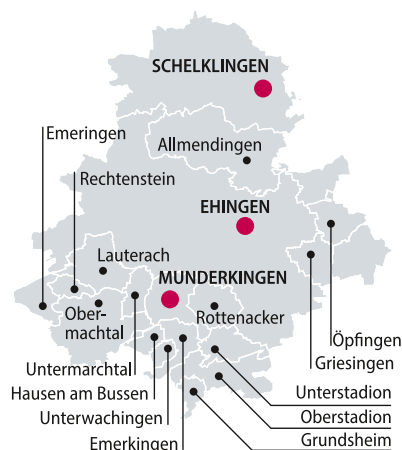 SCHELKLINGEN
Emeringen
Allmendingen
Rechtenstein
EHINGEN
Lauterach
MUNDERKINGEN
Ober-
machtal
Rottenacker
Öpfingen
Griesingen
Untermarchtal
Hausen am Bussen
Unterwachingen
Emerkingen
Unterstadion
Oberstadion
Grundsheim